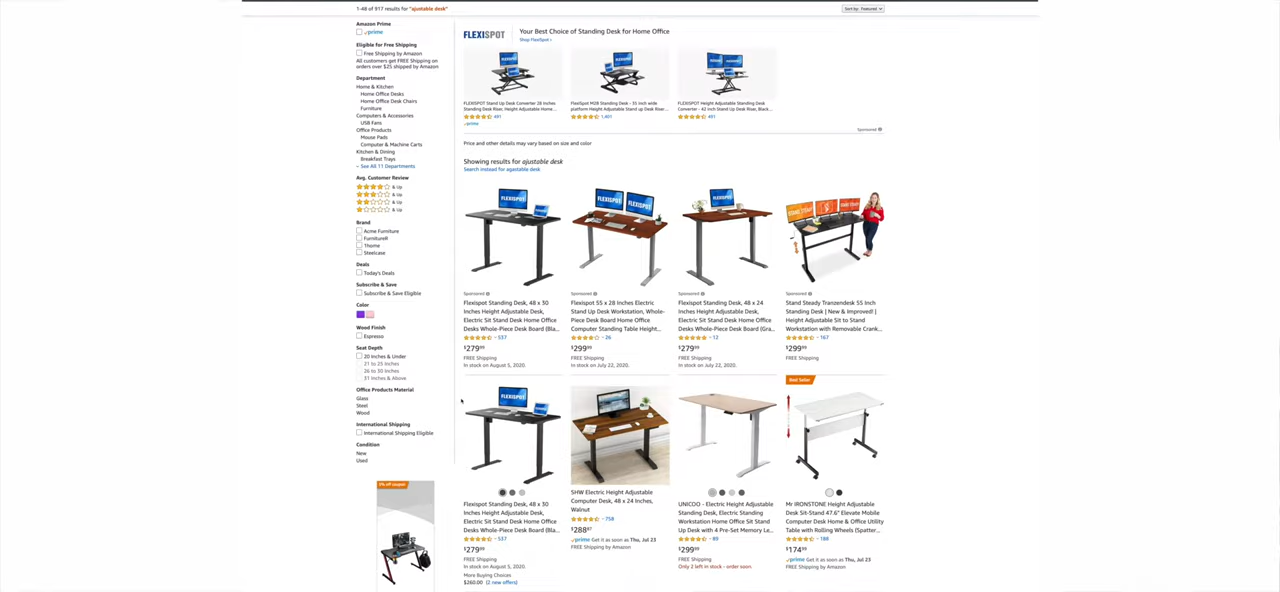 1-48 of 917 results for "ajustable desk"
Sort by: Featured
Amazon Prime
prime
Eligible for Free Shipping
Free Shipping by Amazon
All customers get FREE Shipping on
orders over $25 shipped by Amazon
Department
Home & Kitchen
Home Office Desks
Home Office Desk Chairs
Furniture
Computers & Accessories
USB Fans
Office Products
Mouse Pads
Computer & Machine Carts
Kitchen & Dining
Breakfast Trays
See All 11 Departments
Avg. Customer Review
& Up
& Up
& Up
& Up
Brand
Acme Furniture
FurnitureR
1home
Steelcase
Deals
Today's Deals
Subscribe & Save
Subscribe & Save Eligible
Color
Wood Finish
Espresso
Seat Depth
20 Inches & Under
21 to 25 Inches
26 to 30 Inches
31 Inches & Above
Office Products Material
Glass
Steel
Wood
International Shipping
International Shipping Eligible
Condition
New
Used
5% off coupon
FLEXISPOT
Your Best Choice of Standing Desk for Home Office
Shop FlexiSpot ›
FLEXISPOT Stand Up Desk Converter 28 Inches
Standing Desk Riser, Height Adjustable Home...
491
prime
FlexiSpot M2B Standing Desk - 35 inch wide
platform Height Adjustable Stand up Desk Riser...
1,401
FLEXISPOT Height Adjustable Standing Desk
Converter - 42 inch Stand Up Desk Riser, Black...
491
Sponsored
Price and other details may vary based on size and color
Showing results for ajustable desk
Search instead for agastable desk
FLEXISPOT
Sponsored
Flexispot Standing Desk, 48 x 30
Inches Height Adjustable Desk,
Electric Sit Stand Desk Home Office
Desks Whole-Piece Desk Board (Bla...
537
$279.99
FREE Shipping
In stock on August 5, 2020.
FLEXISPOT
FLEXISPOT
Sponsored
Flexispot 55 x 28 Inches Electric
Stand Up Desk Workstation, Whole-
Piece Desk Board Home Office
Computer Standing Table Height...
26
$299.99
FREE Shipping
In stock on July 22, 2020.
FLEXISPOT
Sponsored
Flexispot Standing Desk, 48 x 24
Inches Height Adjustable Desk,
Electric Sit Stand Desk Home Office
Desks Whole-Piece Desk Board (Gra...
12
$279.99
FREE Shipping
In stock on July 22, 2020.
Sponsored
Stand Steady Tranzendesk 55 Inch
Standing Desk | New & Improved! |
Height Adjustable Sit to Stand
Workstation with Removable Crank...
167
$299.99
FREE Shipping
FLEXISPOT
Flexispot Standing Desk, 48 x 30
Inches Height Adjustable Desk,
Electric Sit Stand Desk Home Office
Desks Whole-Piece Desk Board (Bla...
537
$279.99
FREE Shipping
In stock on August 5, 2020.
More Buying Choices
$260.00 (2 new offers)
SHW Electric Height Adjustable
Computer Desk, 48 x 24 Inches,
Walnut
758
$288.87
prime Get it as soon as Thu, Jul 23
FREE Shipping by Amazon
UNICOO - Electric Height Adjustable
Standing Desk, Electric Standing
Workstation Home Office Sit Stand
Up Desk with 4 Pre-Set Memory Le...
89
$299.99
FREE Shipping
Only 2 left in stock - order soon.
Best Seller
Mr IRONSTONE Height Adjustable
Desk Sit-Stand 47.6" Elevate Mobile
Computer Desk Home & Office Utility
Table with Rolling Wheels (Spatter...
188
$174.99
prime Get it as soon as Thu, Jul 23
FREE Shipping by Amazon